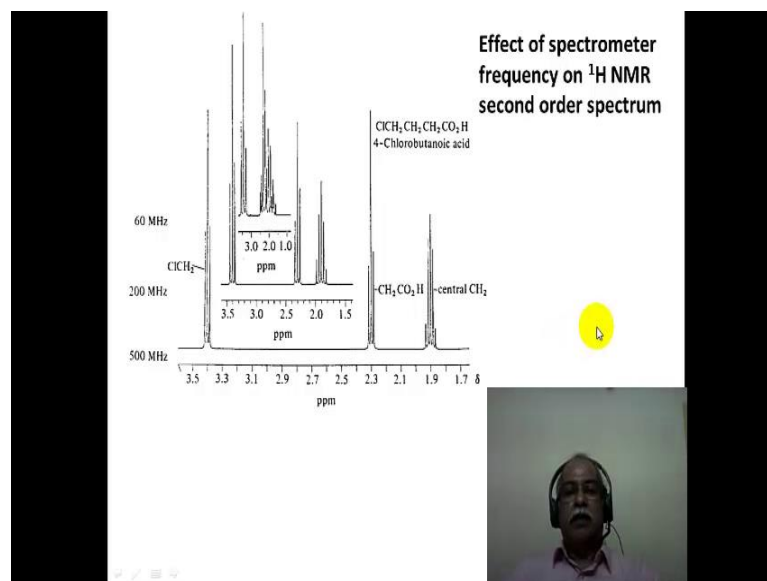 Effect of spectrometer
frequency on ¹H NMR
second order spectrum
ClCH₂CH₂CH₂CO₂H
4-Chlorobutanoic acid
60 MHz
3.0 2.0 1.0
ppm
ClCH₂
200 MHz
CH₂CO₂H
central CH₂
3.5 3.0 2.5 2.0 1.5
ppm
500 MHz
3.5 3.3 3.1 2.9 2.7 2.5 2.3 2.1 1.9 1.7 δ
ppm